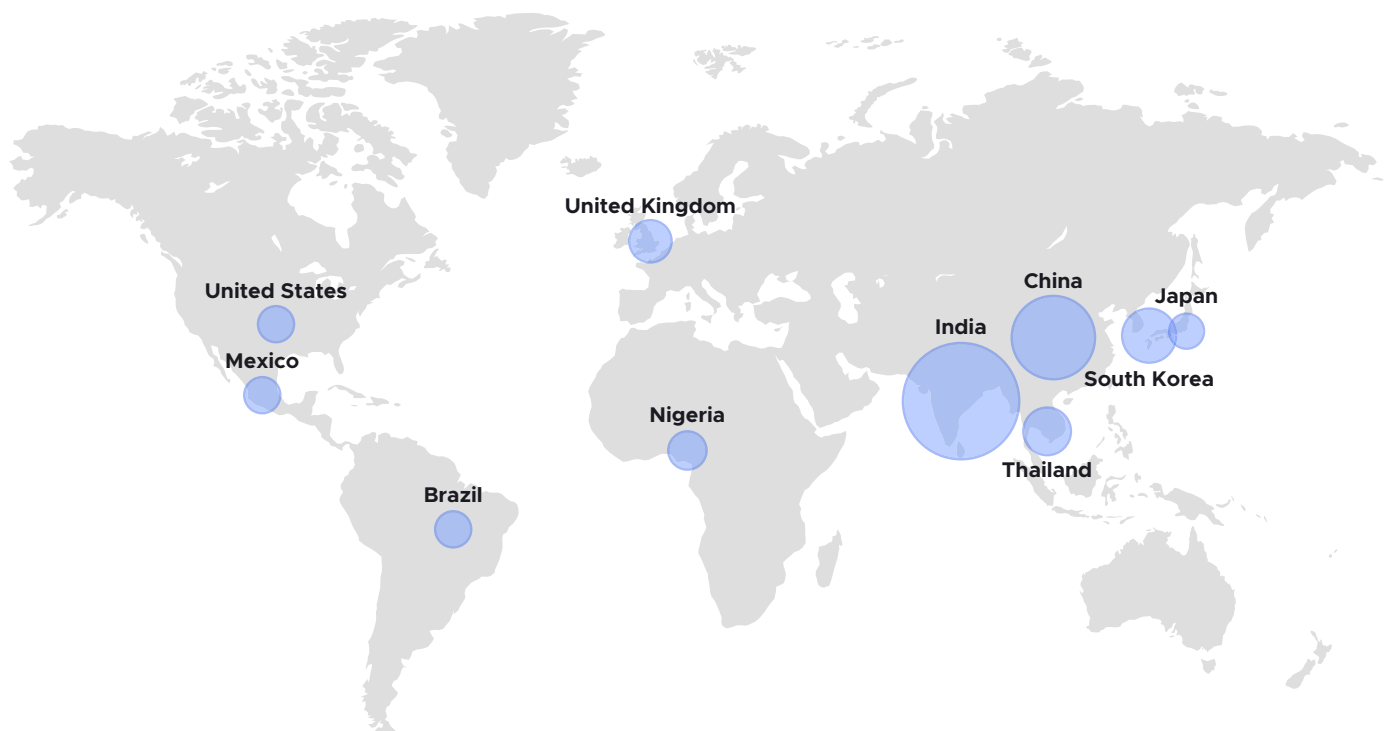 United Kingdom
China
United States
Japan
India
Mexico
South Korea
Nigeria
Thailand
Brazil